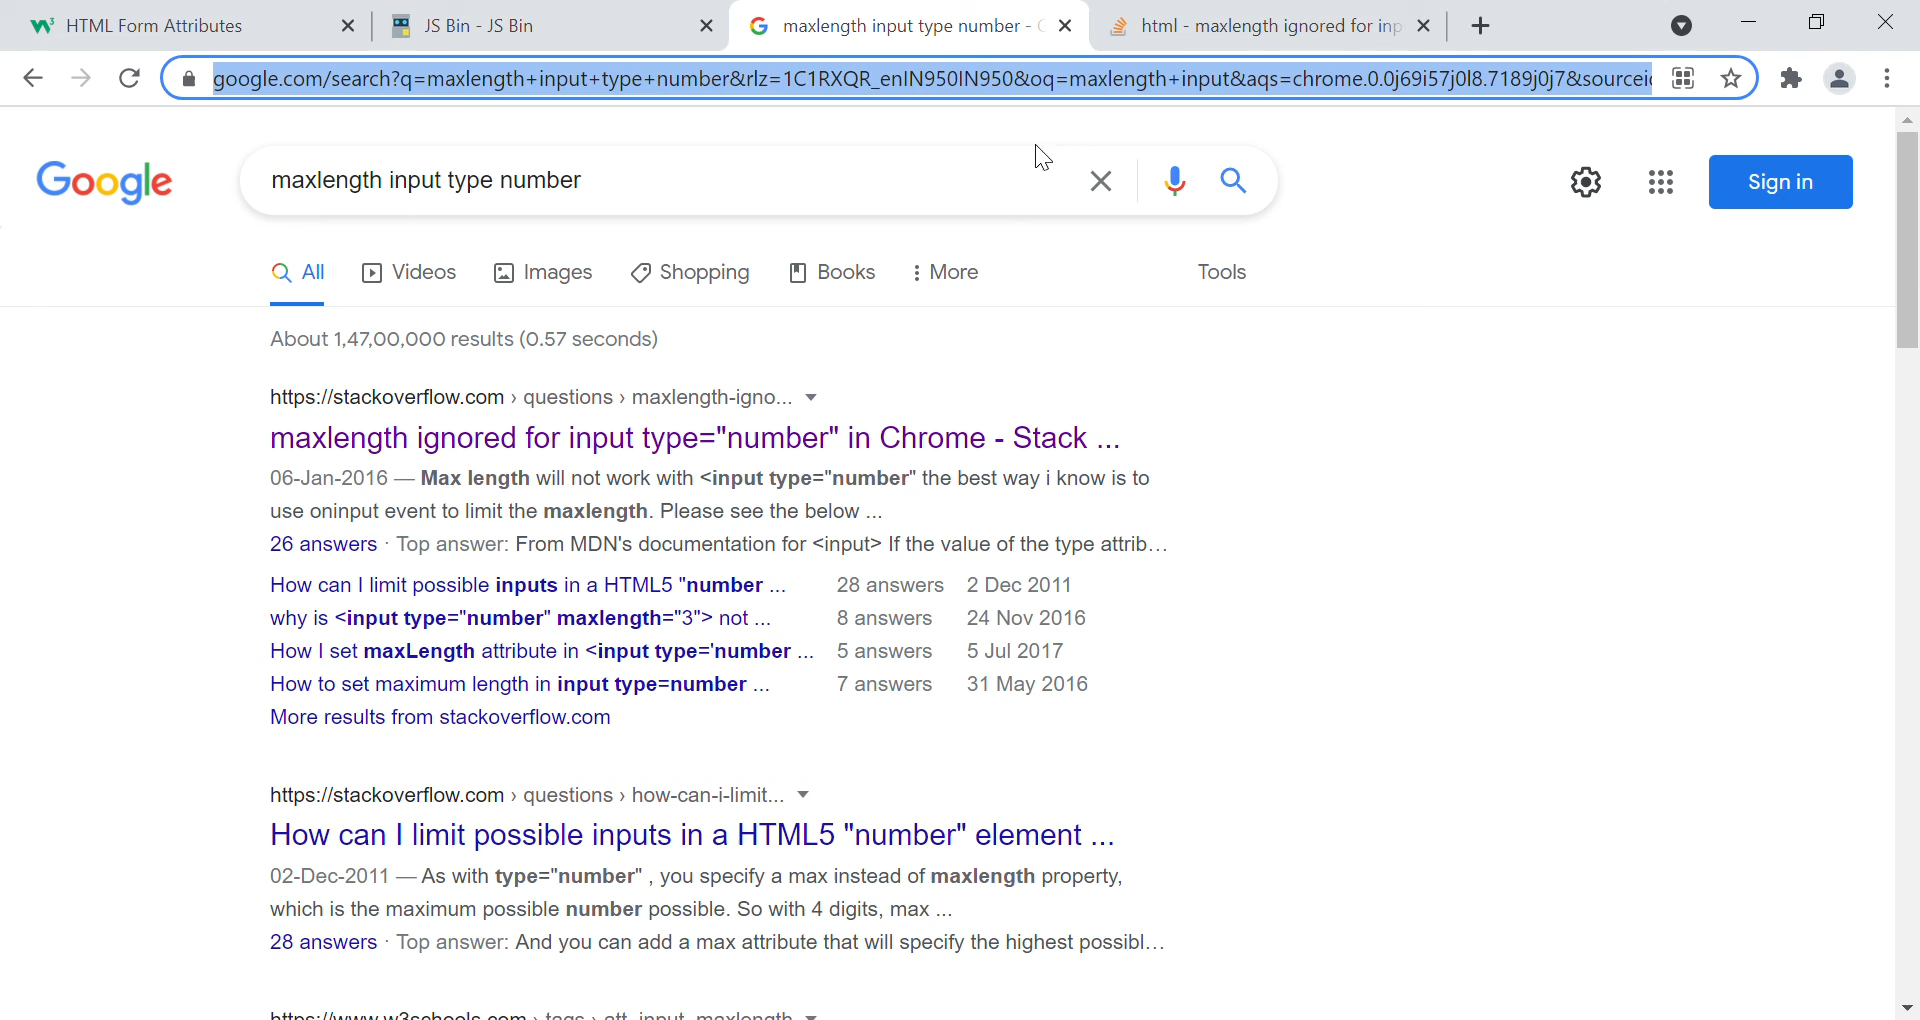 HTML Form Attributes
JS Bin - JS Bin
maxlength input type number -
html - maxlength ignored for inp
google.com/search?q=maxlength+input+type+number&rlz=1C1RXQR_enIN950IN950&oq=maxlength+input&aqs=chrome.0.0j69i57j0l8.7189j0j7&sourceid
Google
maxlength input type number
Sign in
All Videos Images Shopping Books More Tools
About 1,47,00,000 results (0.57 seconds)
https://stackoverflow.com › questions › maxlength-igno...
maxlength ignored for input type="number" in Chrome - Stack ...
06-Jan-2016 — Max length will not work with <input type="number" the best way i know is to
use oninput event to limit the maxlength. Please see the below ...
26 answers · Top answer: From MDN's documentation for <input> If the value of the type attrib...
How can I limit possible inputs in a HTML5 "number ... 28 answers 2 Dec 2011
why is <input type="number" maxlength="3"> not ... 8 answers 24 Nov 2016
How I set maxLength attribute in <input type='number ... 5 answers 5 Jul 2017
How to set maximum length in input type=number ... 7 answers 31 May 2016
More results from stackoverflow.com
https://stackoverflow.com › questions › how-can-i-limit...
How can I limit possible inputs in a HTML5 "number" element ...
02-Dec-2011 — As with type="number" , you specify a max instead of maxlength property,
which is the maximum possible number possible. So with 4 digits, max ...
28 answers · Top answer: And you can add a max attribute that will specify the highest possibl...
https://www.w3schools.com › tags › att_input_maxlength